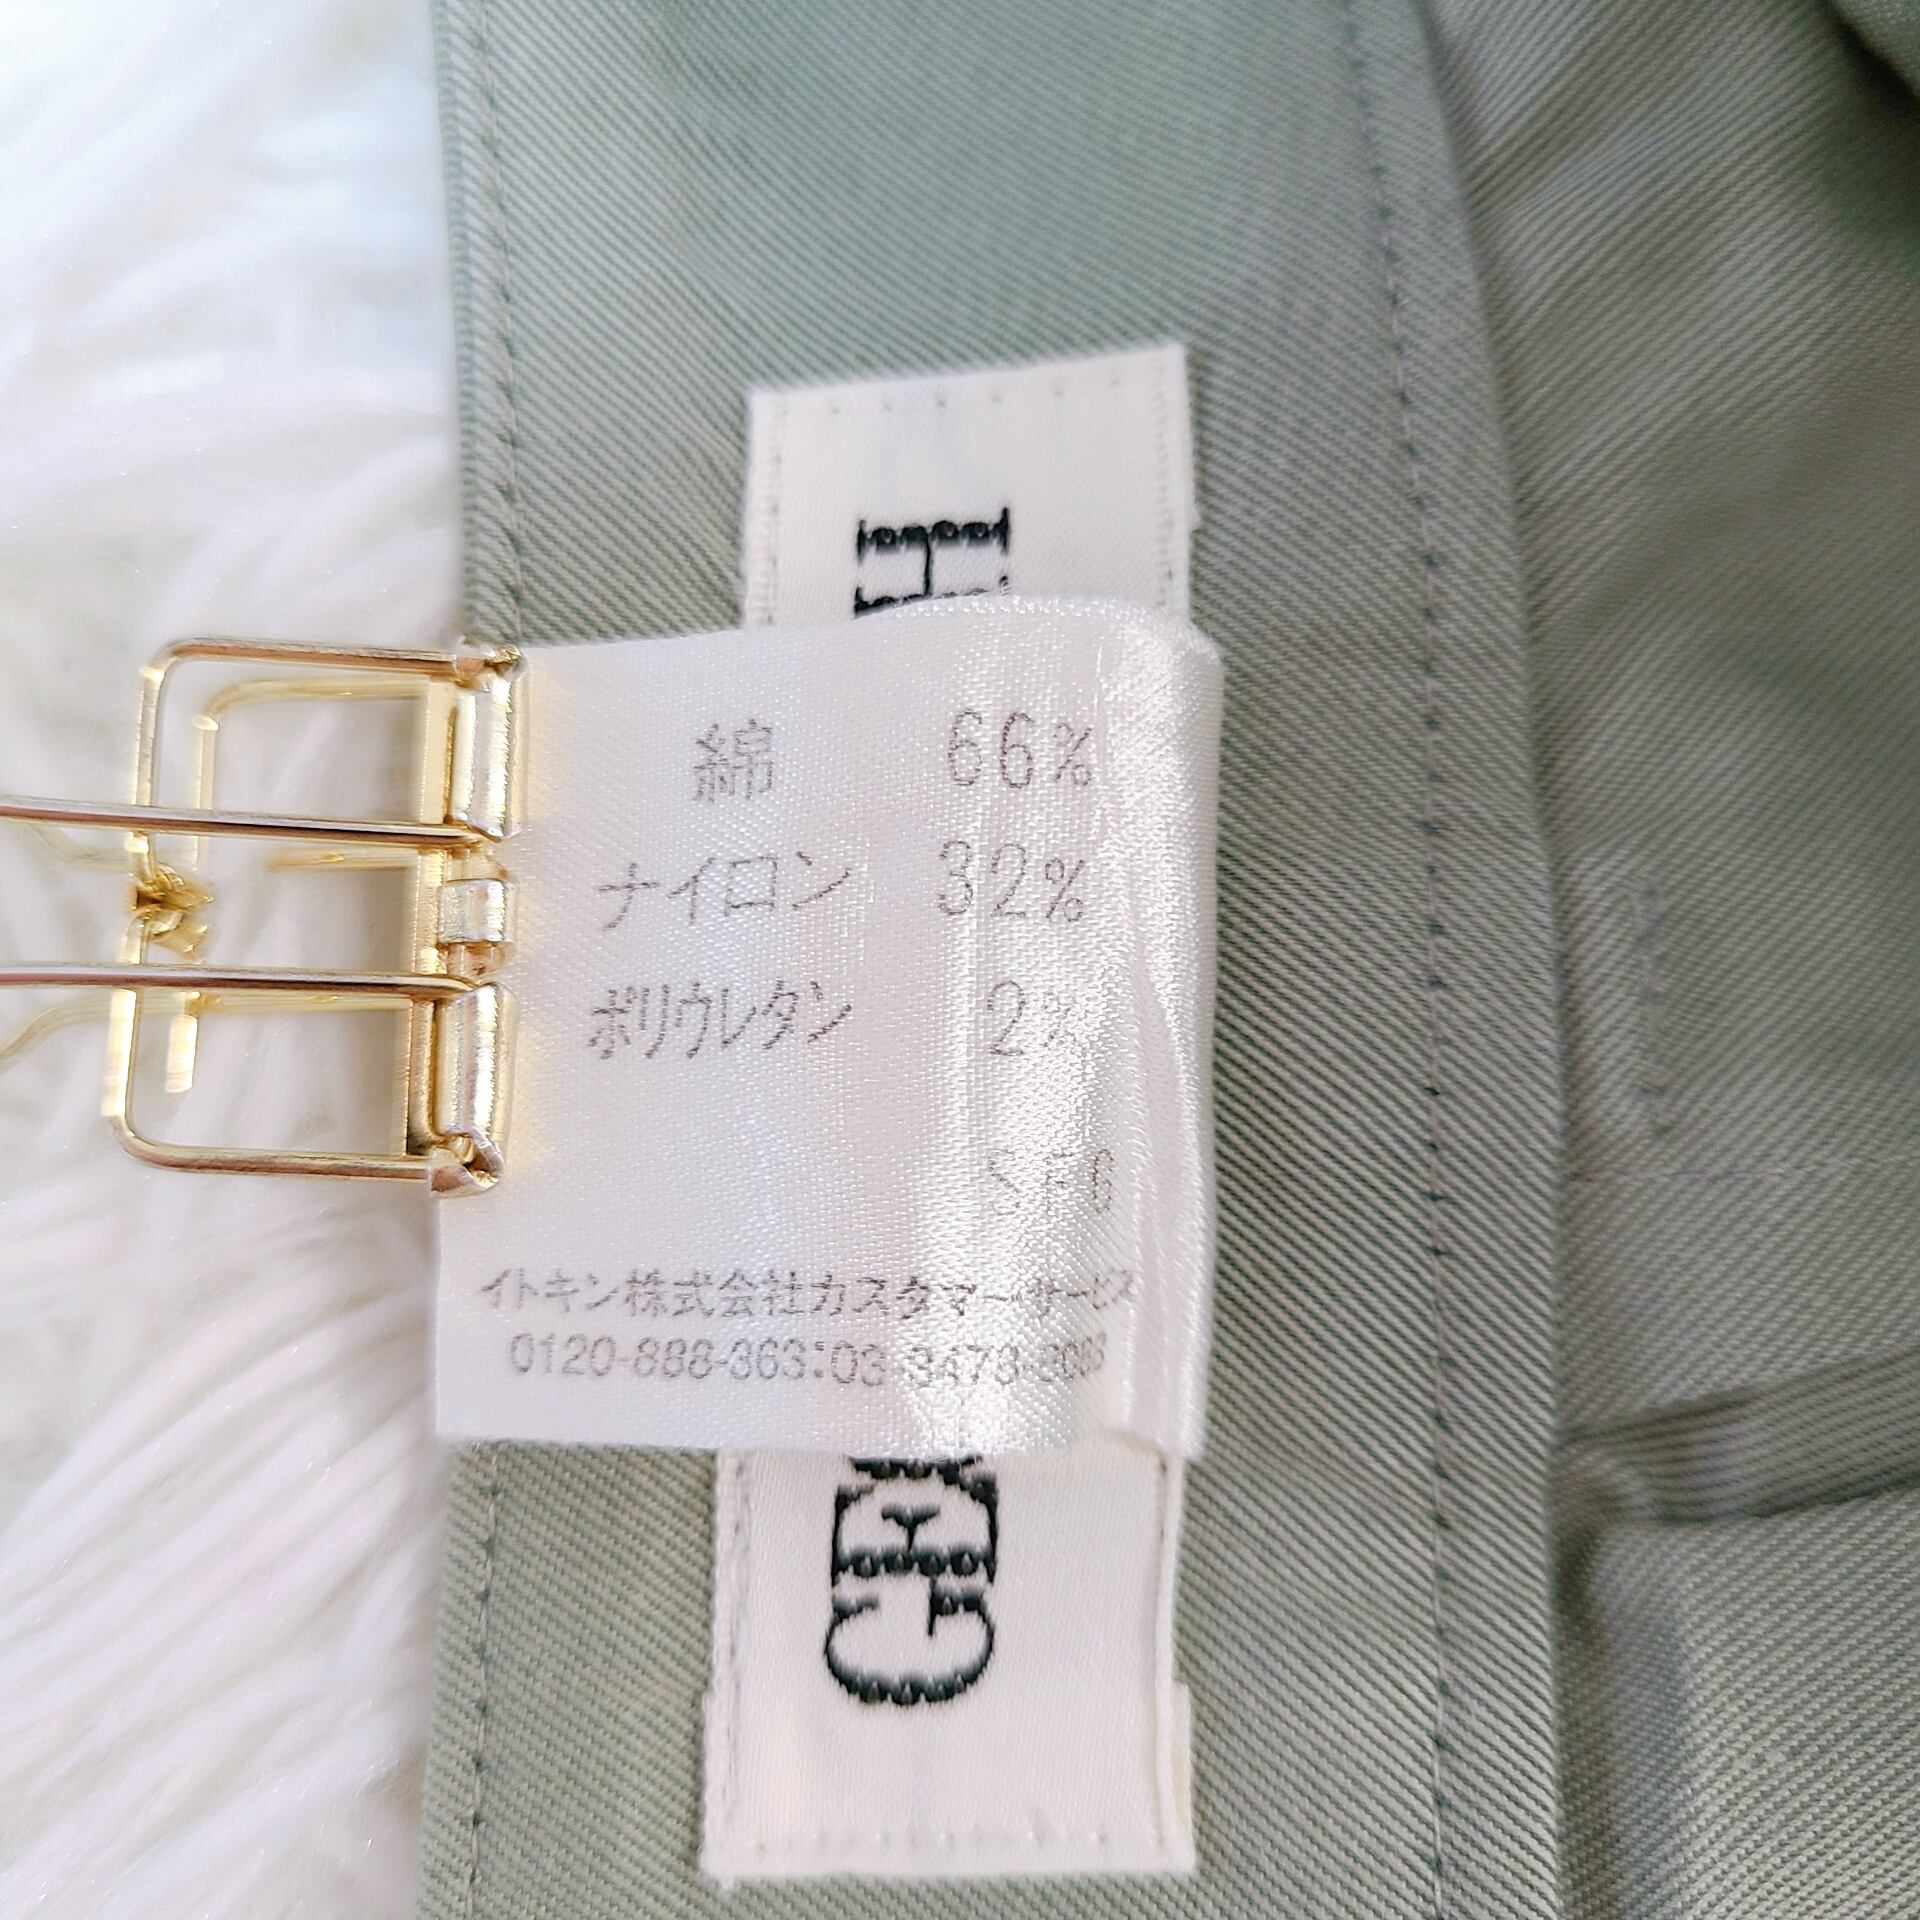 綿 66%
ナイロン 32%
ポリウレタン 2%
イトキン株式会社カスタマーサービス
0120-888-363:03
GE
H